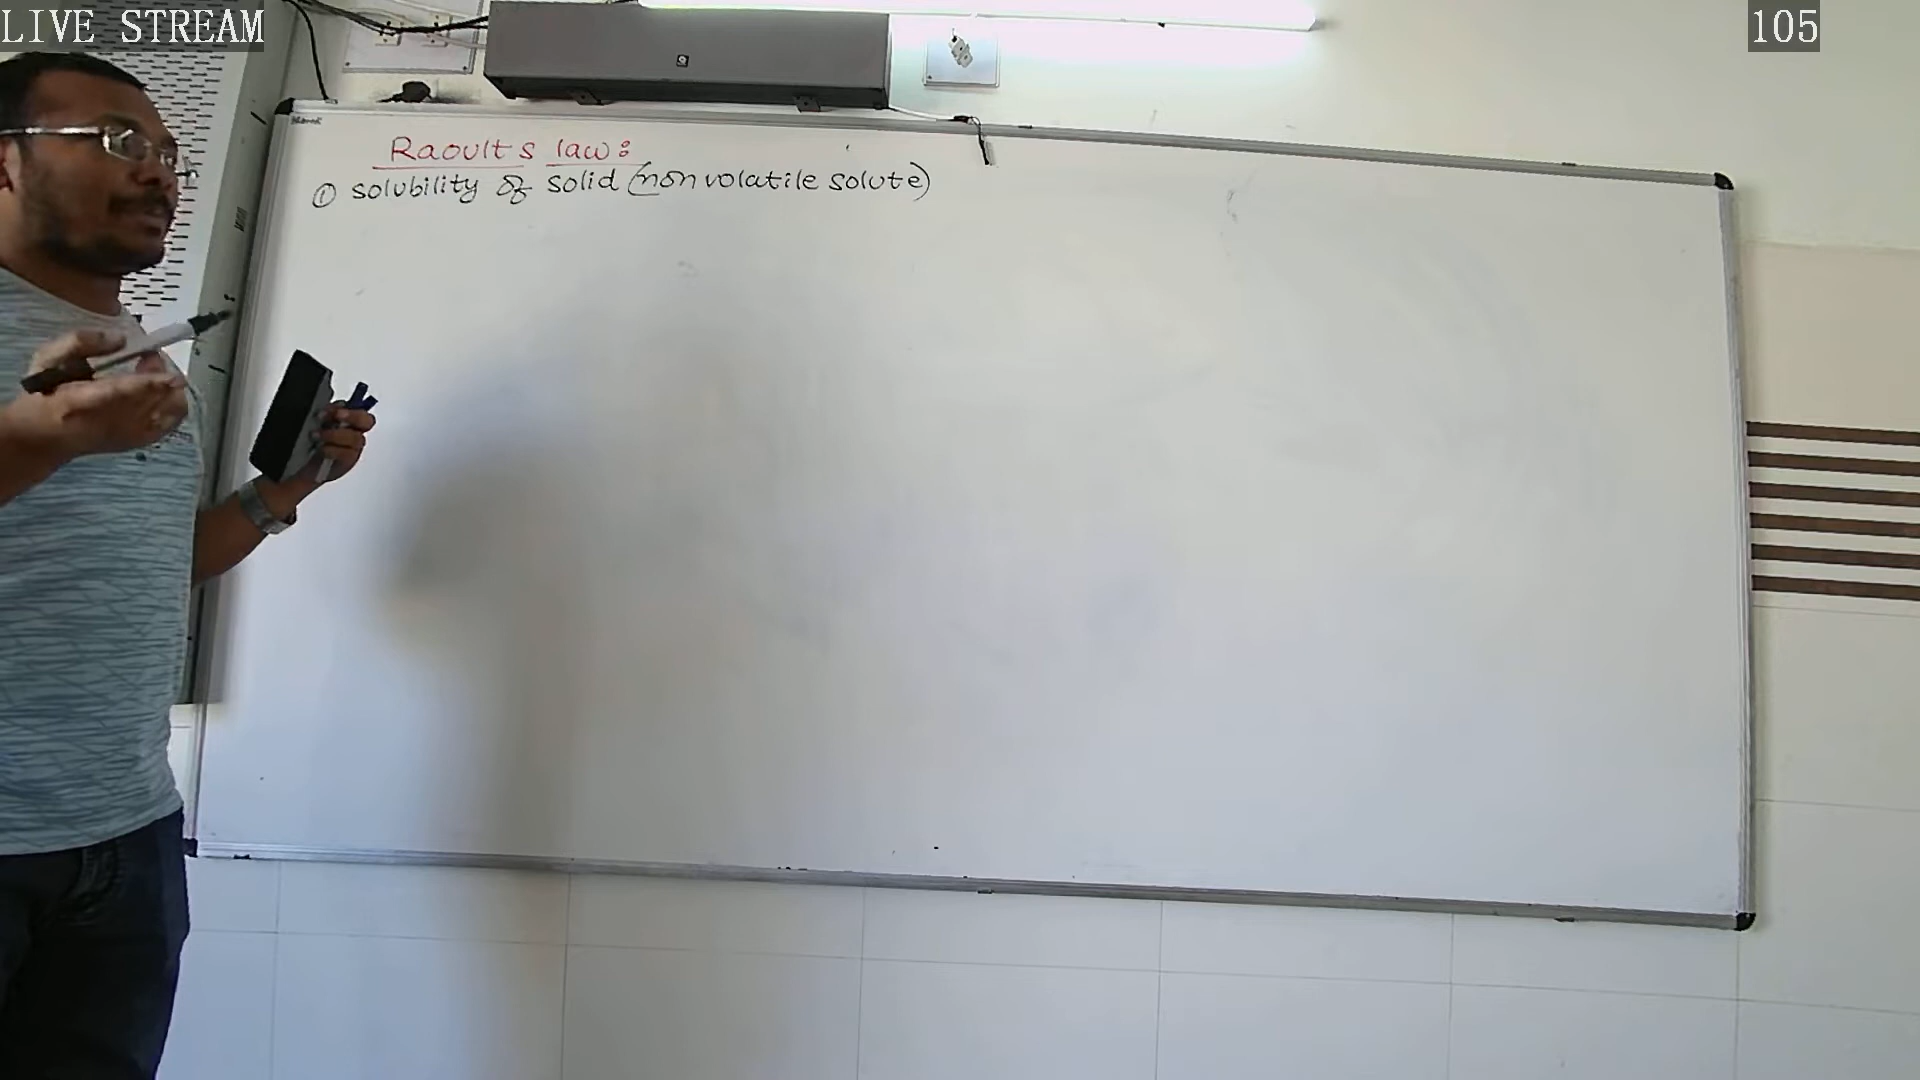 LIVE STREAM
105
Raoult s law:
① solubility of solid (non volatile solute)